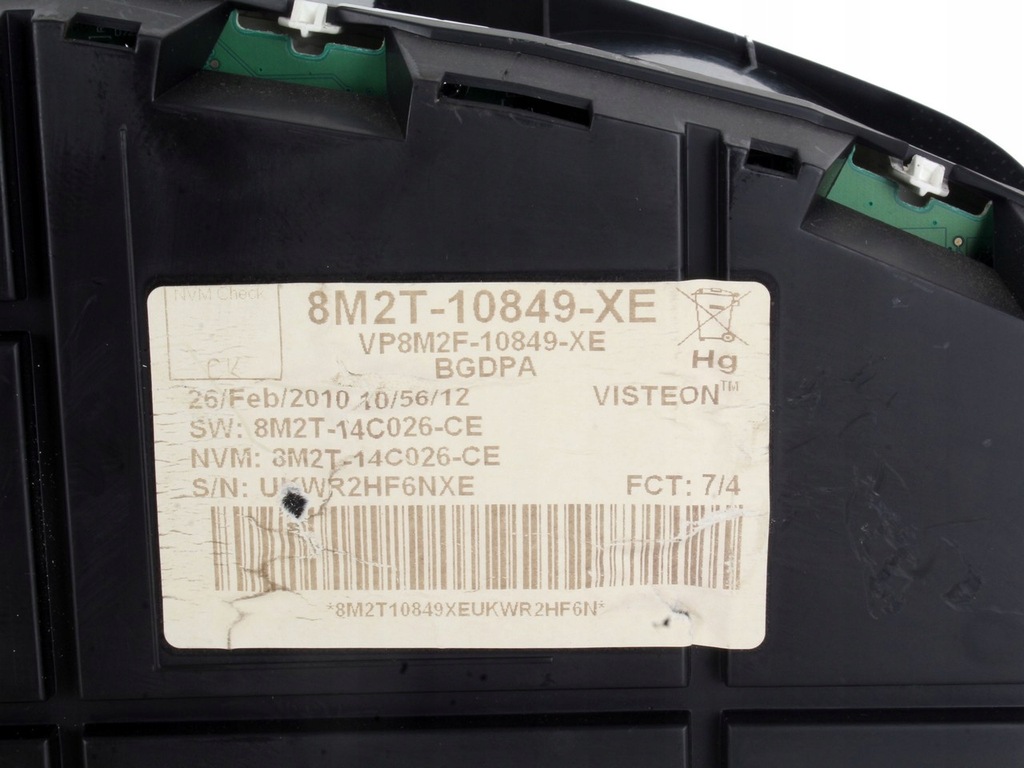 NVM Check
8M2T-10849-XE
VP8M2F-10849-XE
BGDPA
Hg
26/Feb/2010 10/56/12
VISTEON™
SW: 8M2T-14C026-CE
NVM: 8M2T-14C026-CE
S/N: UKWR2HF6NXE
FCT: 7/4
*8M2T10849XEUKWR2HF6N*